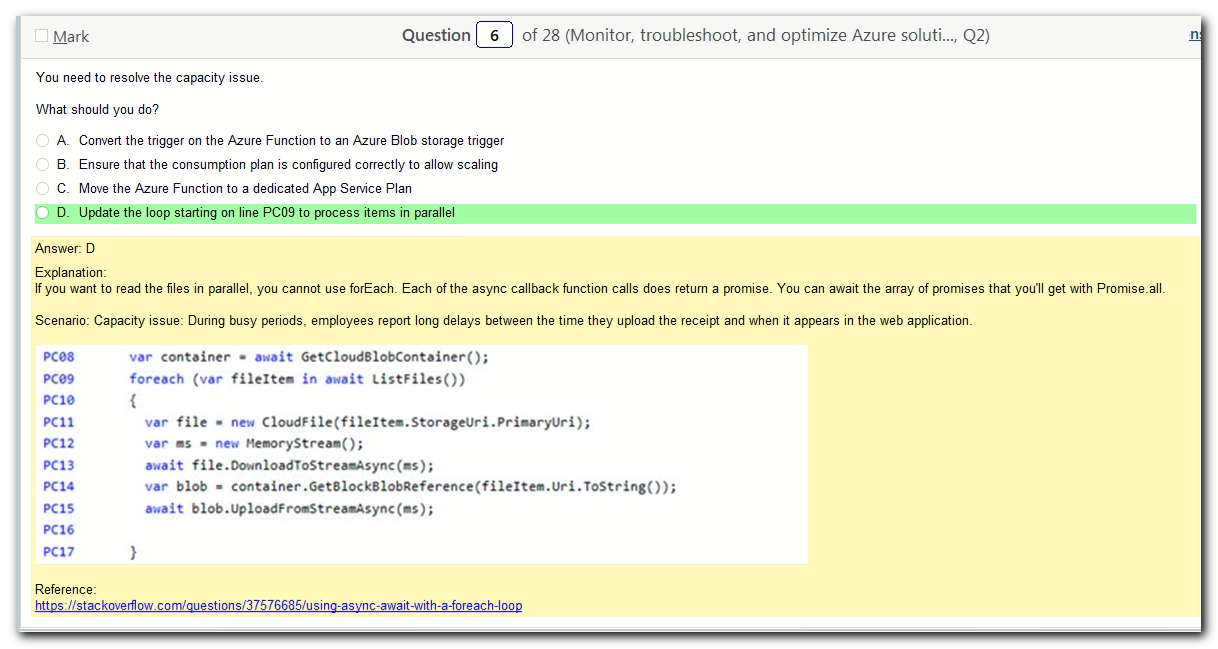 Mark
Question 6 of 28 (Monitor, troubleshoot, and optimize Azure soluti..., Q2)
You need to resolve the capacity issue.
What should you do?
A. Convert the trigger on the Azure Function to an Azure Blob storage trigger
B. Ensure that the consumption plan is configured correctly to allow scaling
C. Move the Azure Function to a dedicated App Service Plan
D. Update the loop starting on line PC09 to process items in parallel
Answer: D
Explanation:
If you want to read the files in parallel, you cannot use forEach. Each of the async callback function calls does return a promise. You can await the array of promises that you'll get with Promise.all.
Scenario: Capacity issue: During busy periods, employees report long delays between the time they upload the receipt and when it appears in the web application.
PC08 var container = await GetCloudBlobContainer();
PC09 foreach (var fileItem in await ListFiles())
PC10 {
PC11 var file = new CloudFile(fileItem.StorageUri.PrimaryUri);
PC12 var ms = new MemoryStream();
PC13 await file.DownloadToStreamAsync(ms);
PC14 var blob = container.GetBlockBlobReference(fileItem.Uri.ToString());
PC15 await blob.UploadFromStreamAsync(ms);
PC16
PC17 }
Reference:
https://stackoverflow.com/questions/37576685/using-async-await-with-a-foreach-loop